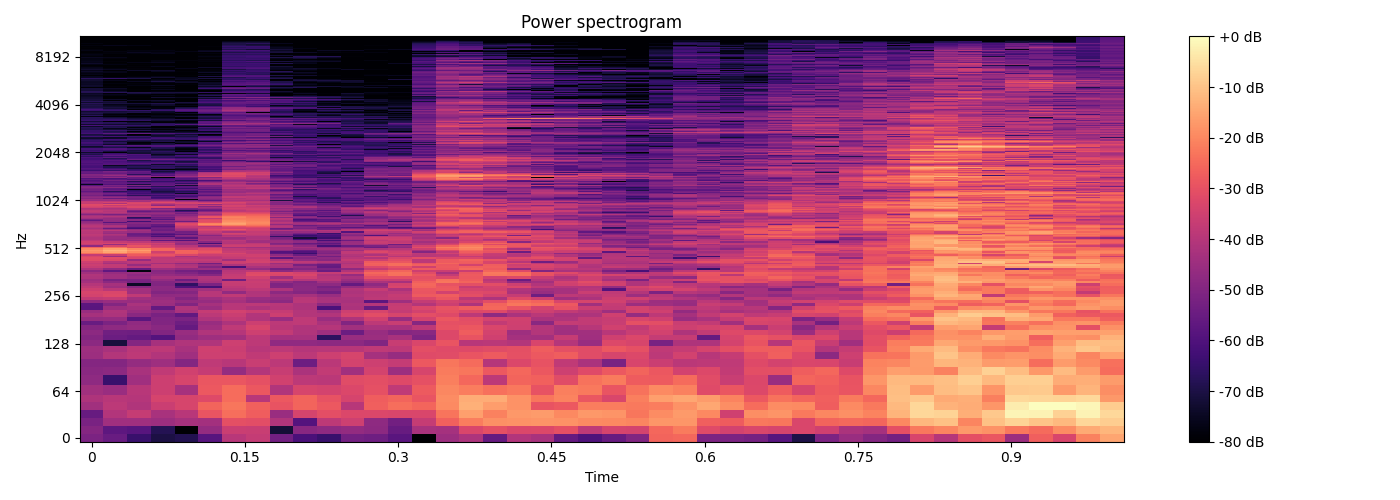 Power spectrogram
Hz
8192
4096
2048
1024
512
256
128
64
0
0 0.15 0.3 0.45 0.6 0.75 0.9
Time
+0 dB
-10 dB
-20 dB
-30 dB
-40 dB
-50 dB
-60 dB
-70 dB
-80 dB